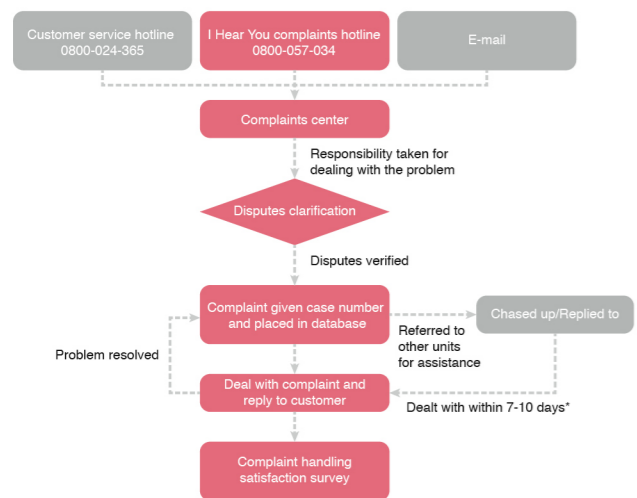 Customer service hotline
0800-024-365
I Hear You complaints hotline
0800-057-034
E-mail
Complaints center
Responsibility taken for
dealing with the problem
Disputes clarification
Disputes verified
Complaint given case number
and placed in database
Chased up/Replied to
Referred to
other units
for assistance
Problem resolved
Deal with complaint and
reply to customer
Dealt with within 7-10 days*
Complaint handling
satisfaction survey